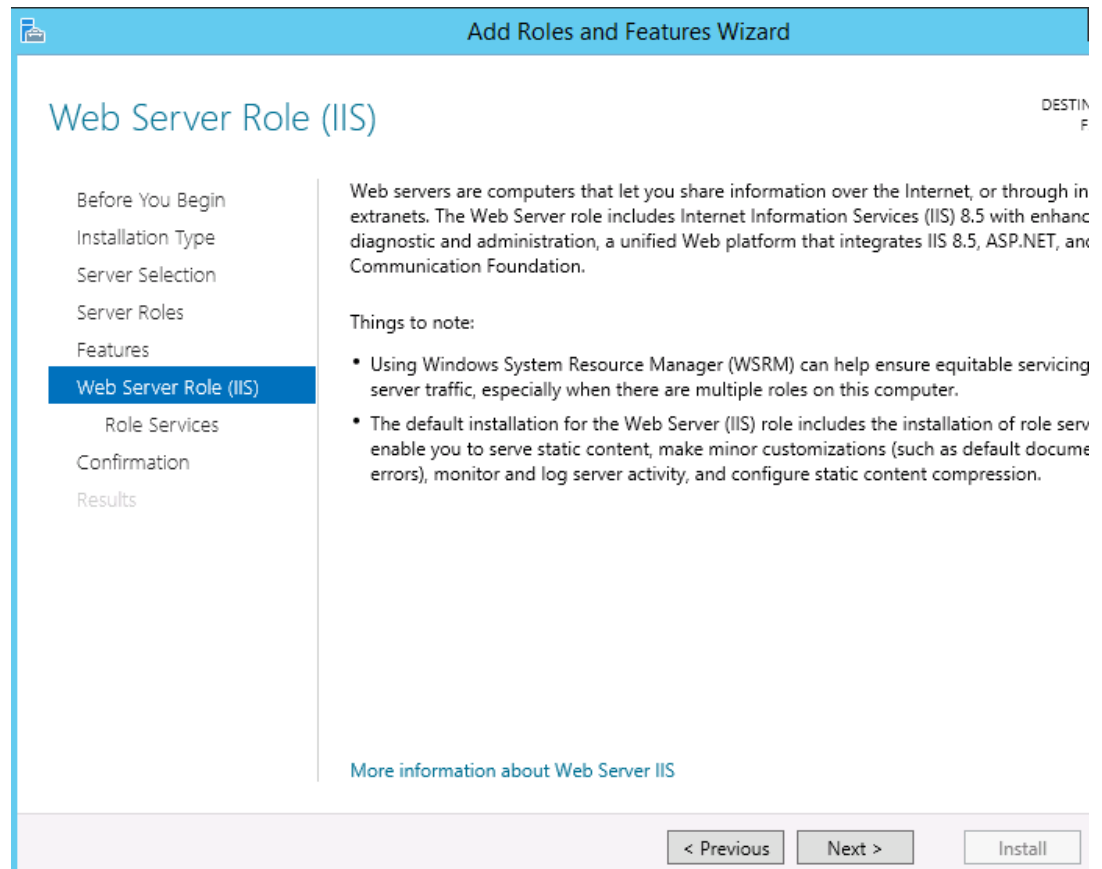 Add Roles and Features Wizard
Web Server Role (IIS)
DESTIN
F
Before You Begin
Installation Type
Server Selection
Server Roles
Features
Web Server Role (IIS)
Role Services
Confirmation
Results
Web servers are computers that let you share information over the Internet, or through in
extranets. The Web Server role includes Internet Information Services (IIS) 8.5 with enhanc
diagnostic and administration, a unified Web platform that integrates IIS 8.5, ASP.NET, and
Communication Foundation.
Things to note:
• Using Windows System Resource Manager (WSRM) can help ensure equitable servicing
server traffic, especially when there are multiple roles on this computer.
• The default installation for the Web Server (IIS) role includes the installation of role serv
enable you to serve static content, make minor customizations (such as default docume
errors), monitor and log server activity, and configure static content compression.
More information about Web Server IIS
< Previous
Next >
Install